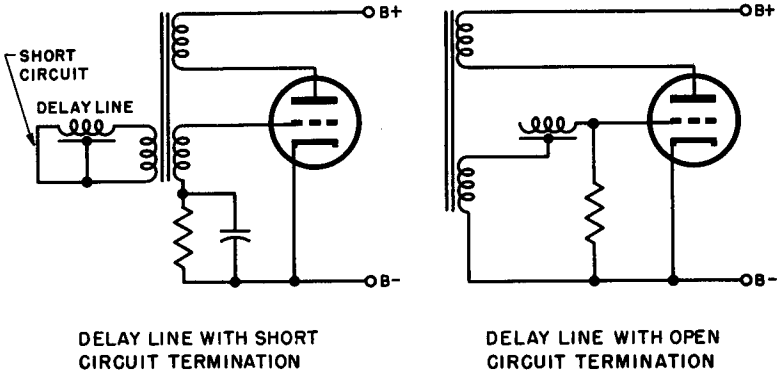 B+
SHORT
CIRCUIT
DELAY LINE
B-
DELAY LINE WITH SHORT
CIRCUIT TERMINATION
B+
B-
DELAY LINE WITH OPEN
CIRCUIT TERMINATION